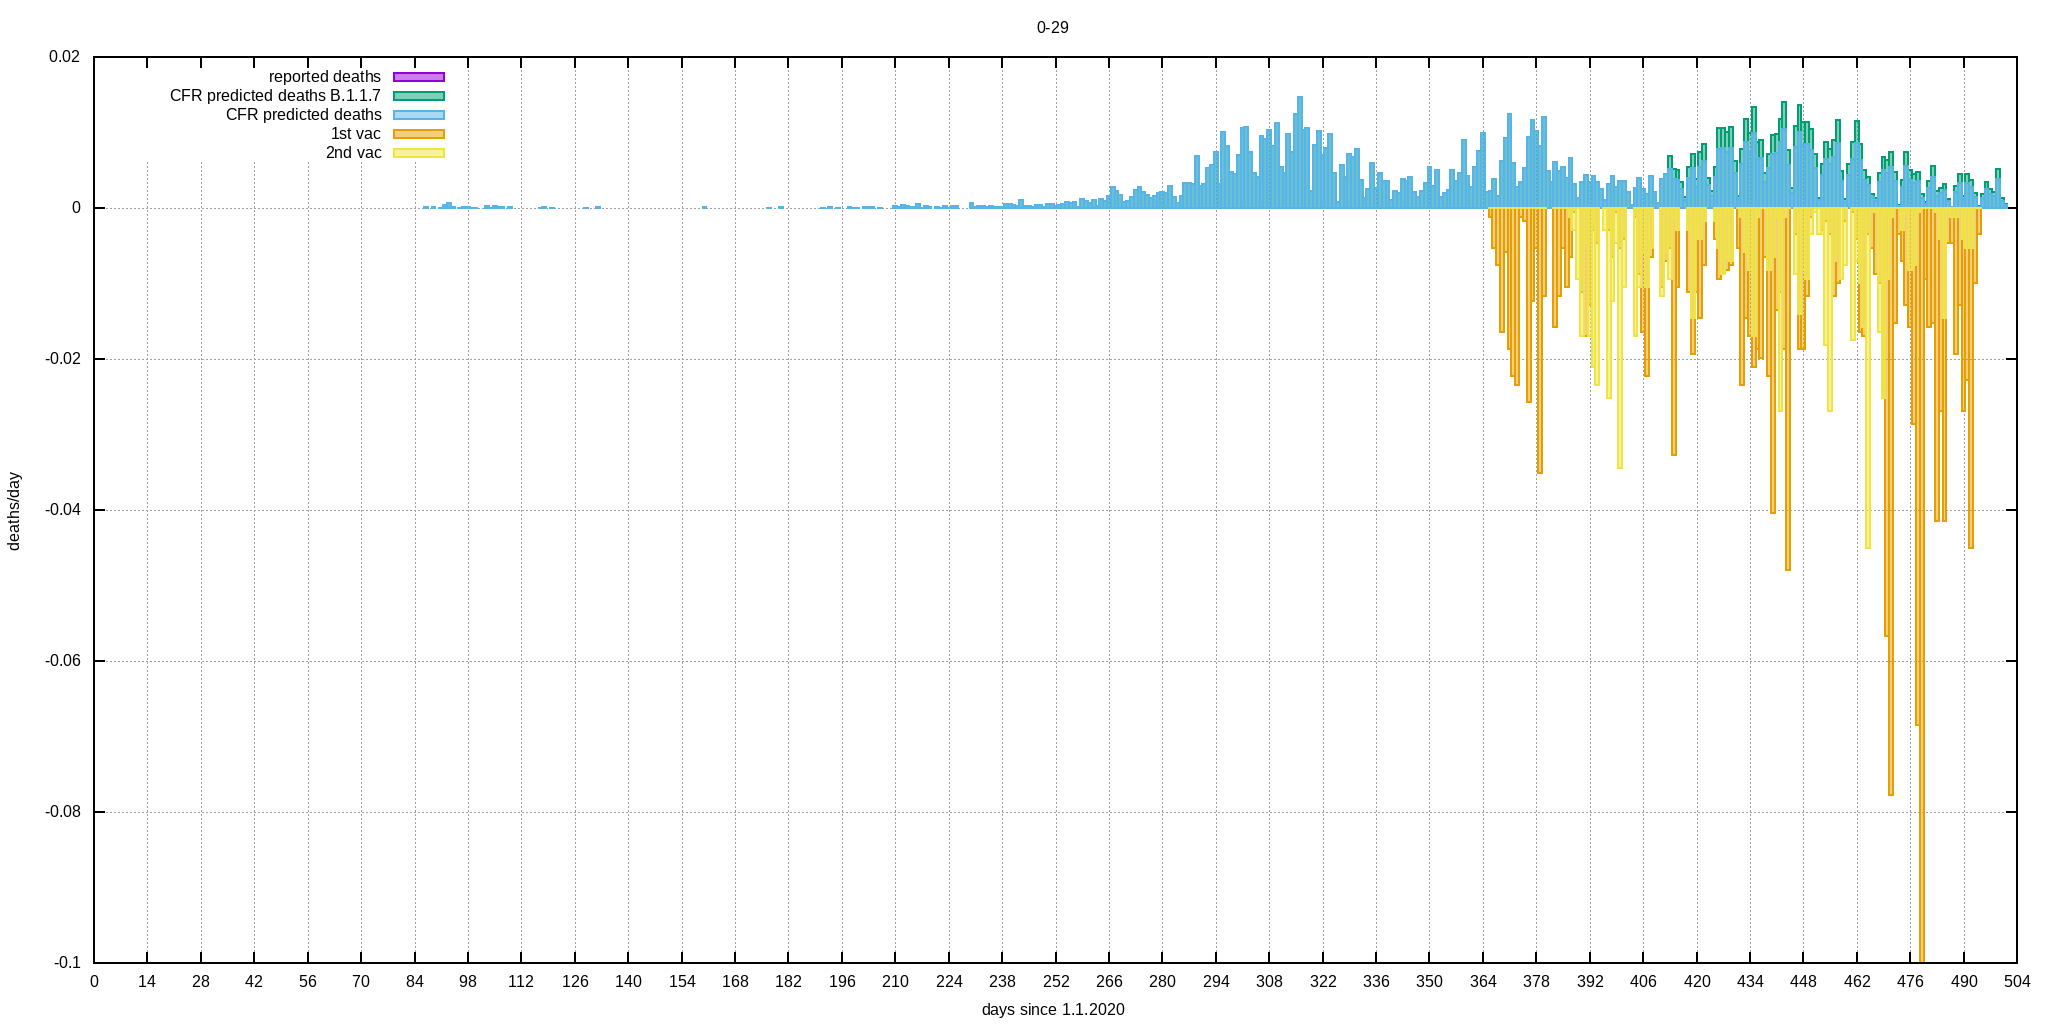 0-29
0.02
reported deaths
CFR predicted deaths B.1.1.7
CFR predicted deaths
1st vac
2nd vac
0
-0.02
-0.04
-0.06
-0.08
-0.1
deaths/day
0 14 28 42 56 70 84 98 112 126 140 154 168 182 196 210 224 238 252 266 280 294 308 322 336 350 364 378 392 406 420 434 448 462 476 490 504
days since 1.1.2020